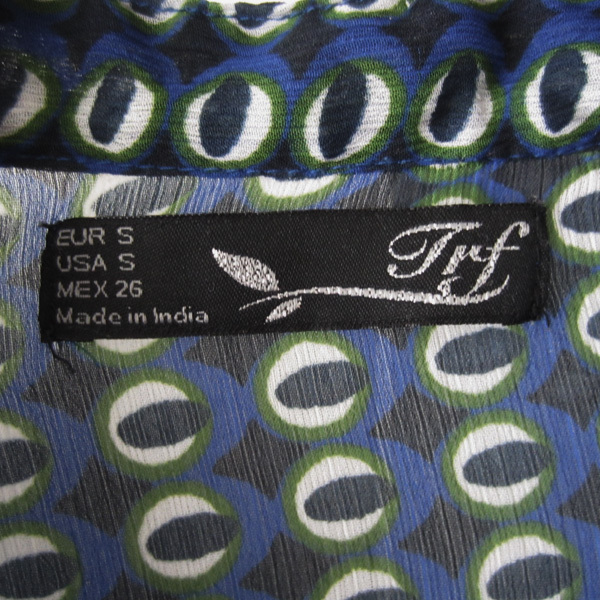 EUR S
USA S
MEX 26
Made in India
Trf